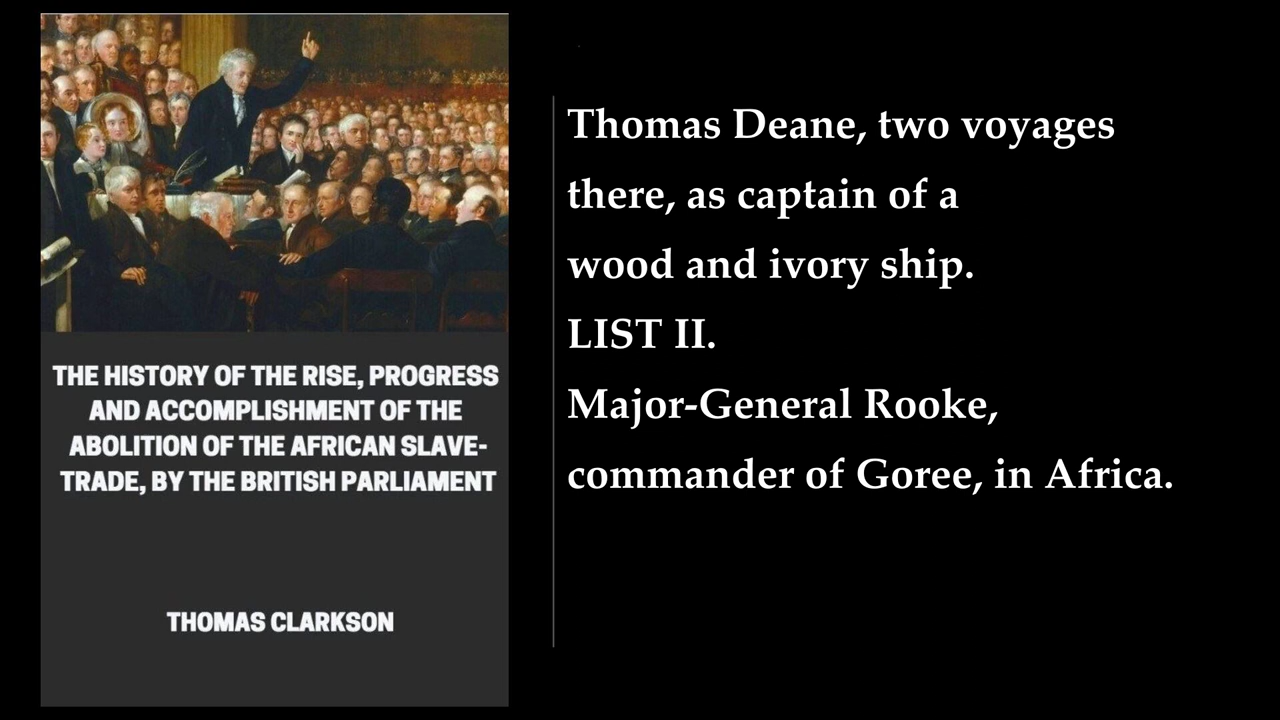 THE HISTORY OF THE RISE, PROGRESS
AND ACCOMPLISHMENT OF THE
ABOLITION OF THE AFRICAN SLAVE-
TRADE, BY THE BRITISH PARLIAMENT
THOMAS CLARKSON
Thomas Deane, two voyages
there, as captain of a
wood and ivory ship.
LIST II.
Major-General Rooke,
commander of Goree, in Africa.